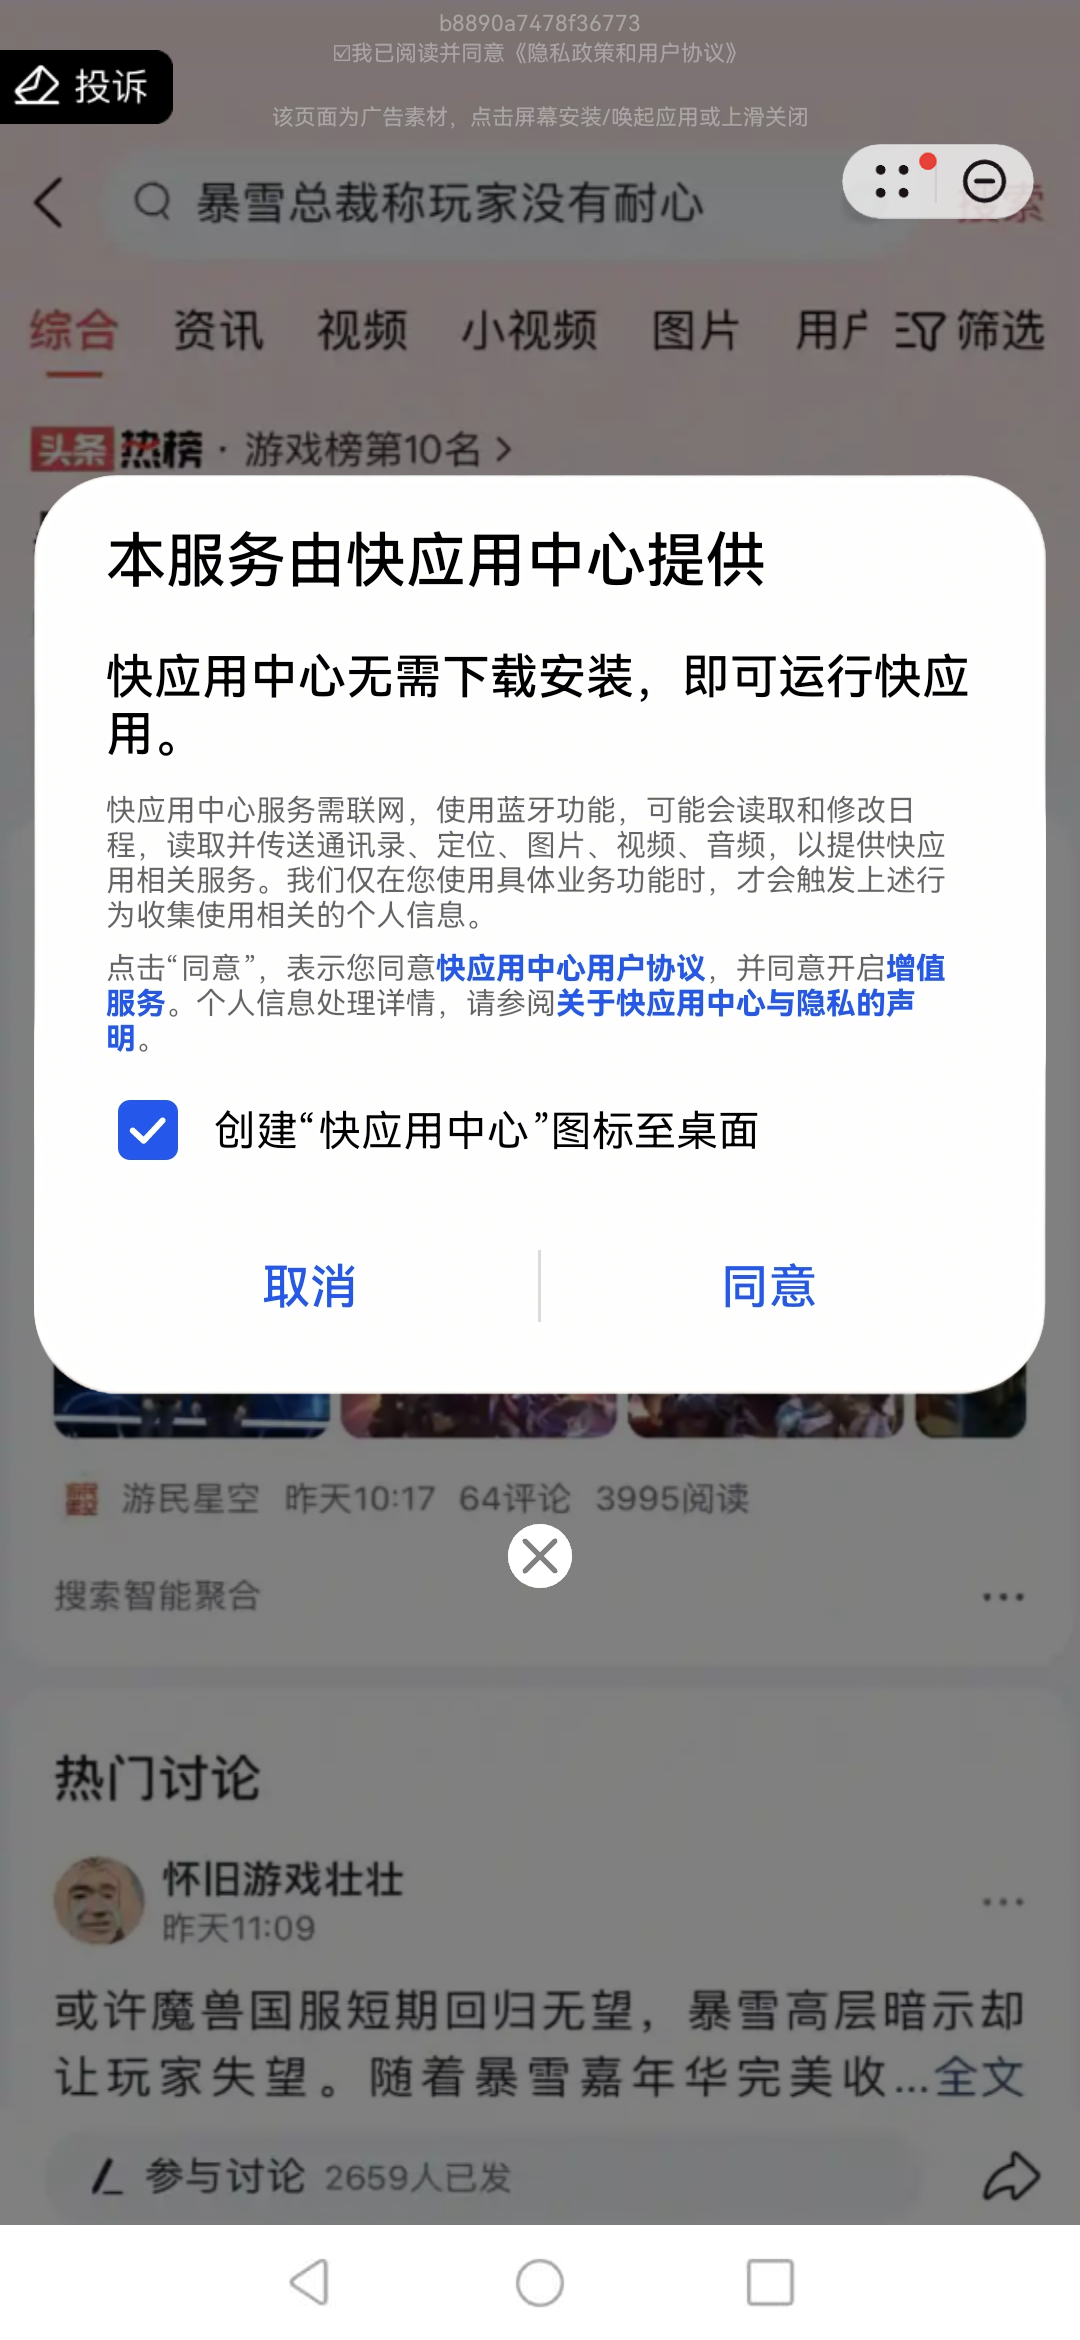 b8890a7478f36773
☑我已阅读并同意《隐私政策和用户协议》
投诉
该页面为广告素材，点击屏幕安装/唤起应用或上滑关闭
暴雪总裁称玩家没有耐心
搜索
综合 资讯 视频 小视频 图片 用户 筛选
头条热榜 · 游戏榜第10名 >
本服务由快应用中心提供
快应用中心无需下载安装，即可运行快应
用。
快应用中心服务需联网，使用蓝牙功能，可能会读取和修改日
程，读取并传送通讯录、定位、图片、视频、音频，以提供快应
用相关服务。我们仅在您使用具体业务功能时，才会触发上述行
为收集使用相关的个人信息。
点击“同意”，表示您同意快应用中心用户协议，并同意开启增值
服务。个人信息处理详情，请参阅关于快应用中心与隐私的声
明。
创建“快应用中心”图标至桌面
取消 同意
游民星空 昨天10:17 64评论 3995阅读
搜索智能聚合
热门讨论
怀旧游戏壮壮
昨天11:09
或许魔兽国服短期回归无望，暴雪高层暗示却
让玩家失望。随着暴雪嘉年华完美收...全文
参与讨论 2659人已发